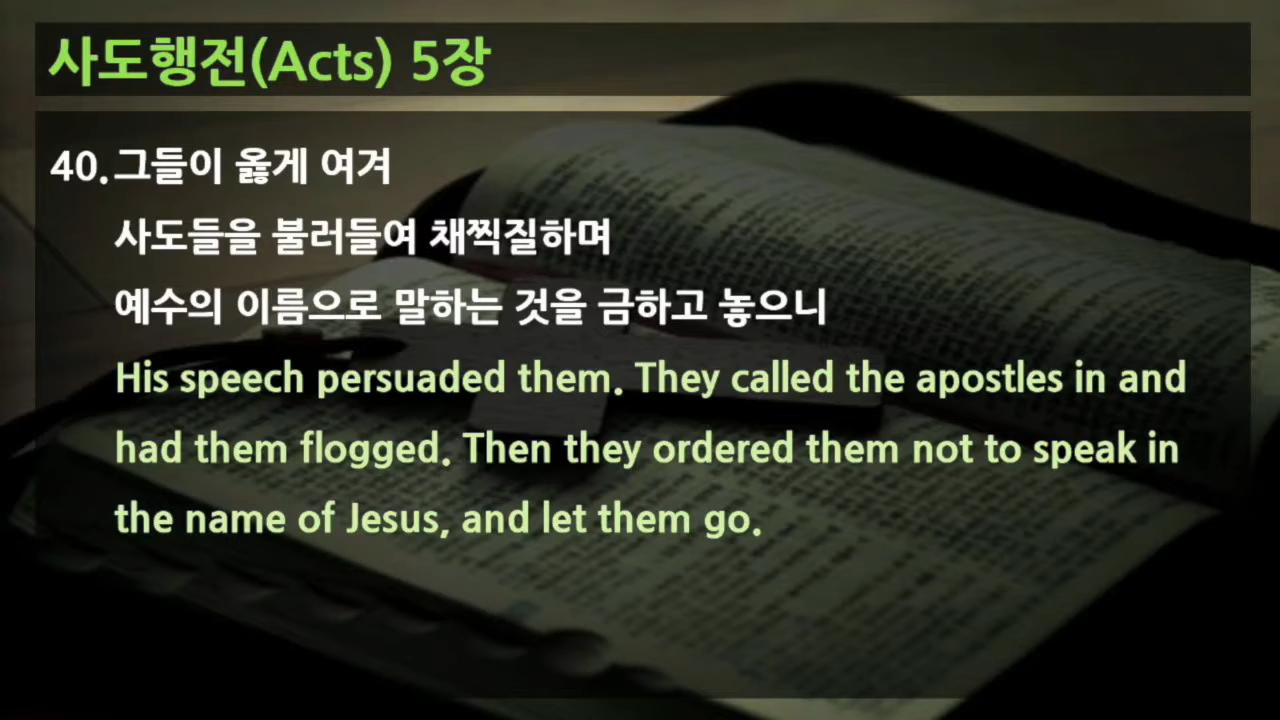 사도행전(Acts) 5장
40.그들이 옳게 여겨
사도들을 불러들여 채찍질하며
예수의 이름으로 말하는 것을 금하고 놓으니
His speech persuaded them. They called the apostles in and
had them flogged. Then they ordered them not to speak in
the name of Jesus, and let them go.